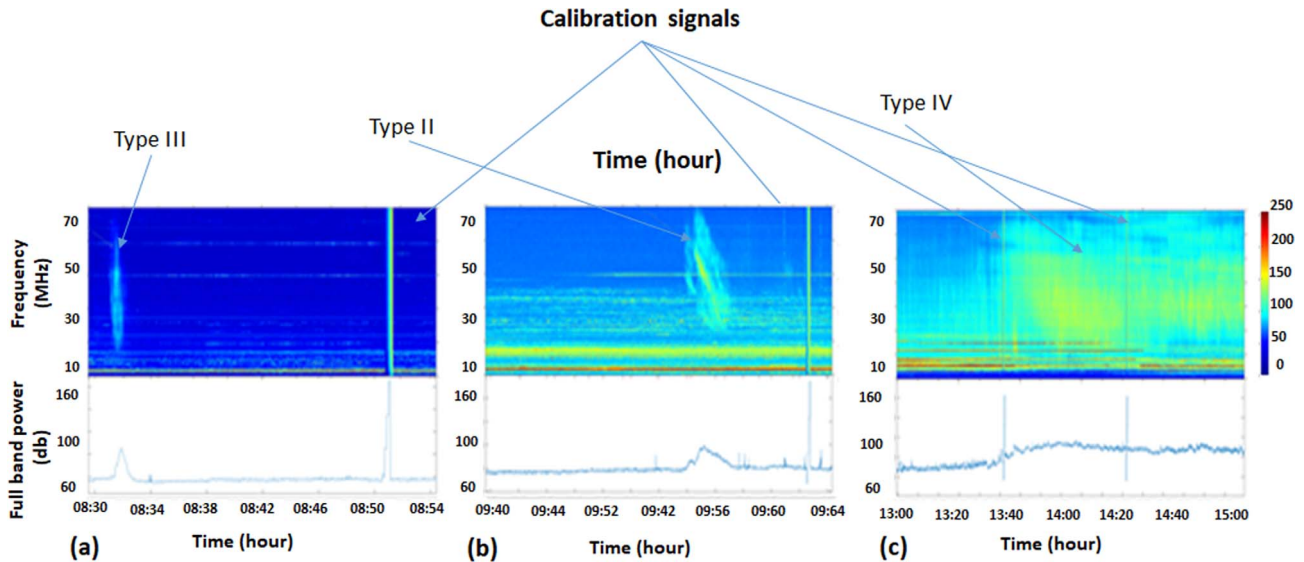 Calibration signals
Type III
Type II
Type IV
Time (hour)
Frequency
(MHz)
70
50
30
10
70
50
30
10
70
50
30
10
250
200
150
100
50
0
Full band power
(db)
160
100
60
160
100
60
160
100
60
08:30 08:34 08:38 08:46 08:50 08:54
09:40 09:44 09:42 09:56 09:60 09:64
13:00 13:20 13:40 14:00 14:20 14:40 15:00
(a) Time (hour)
(b) Time (hour)
(c) Time (hour)